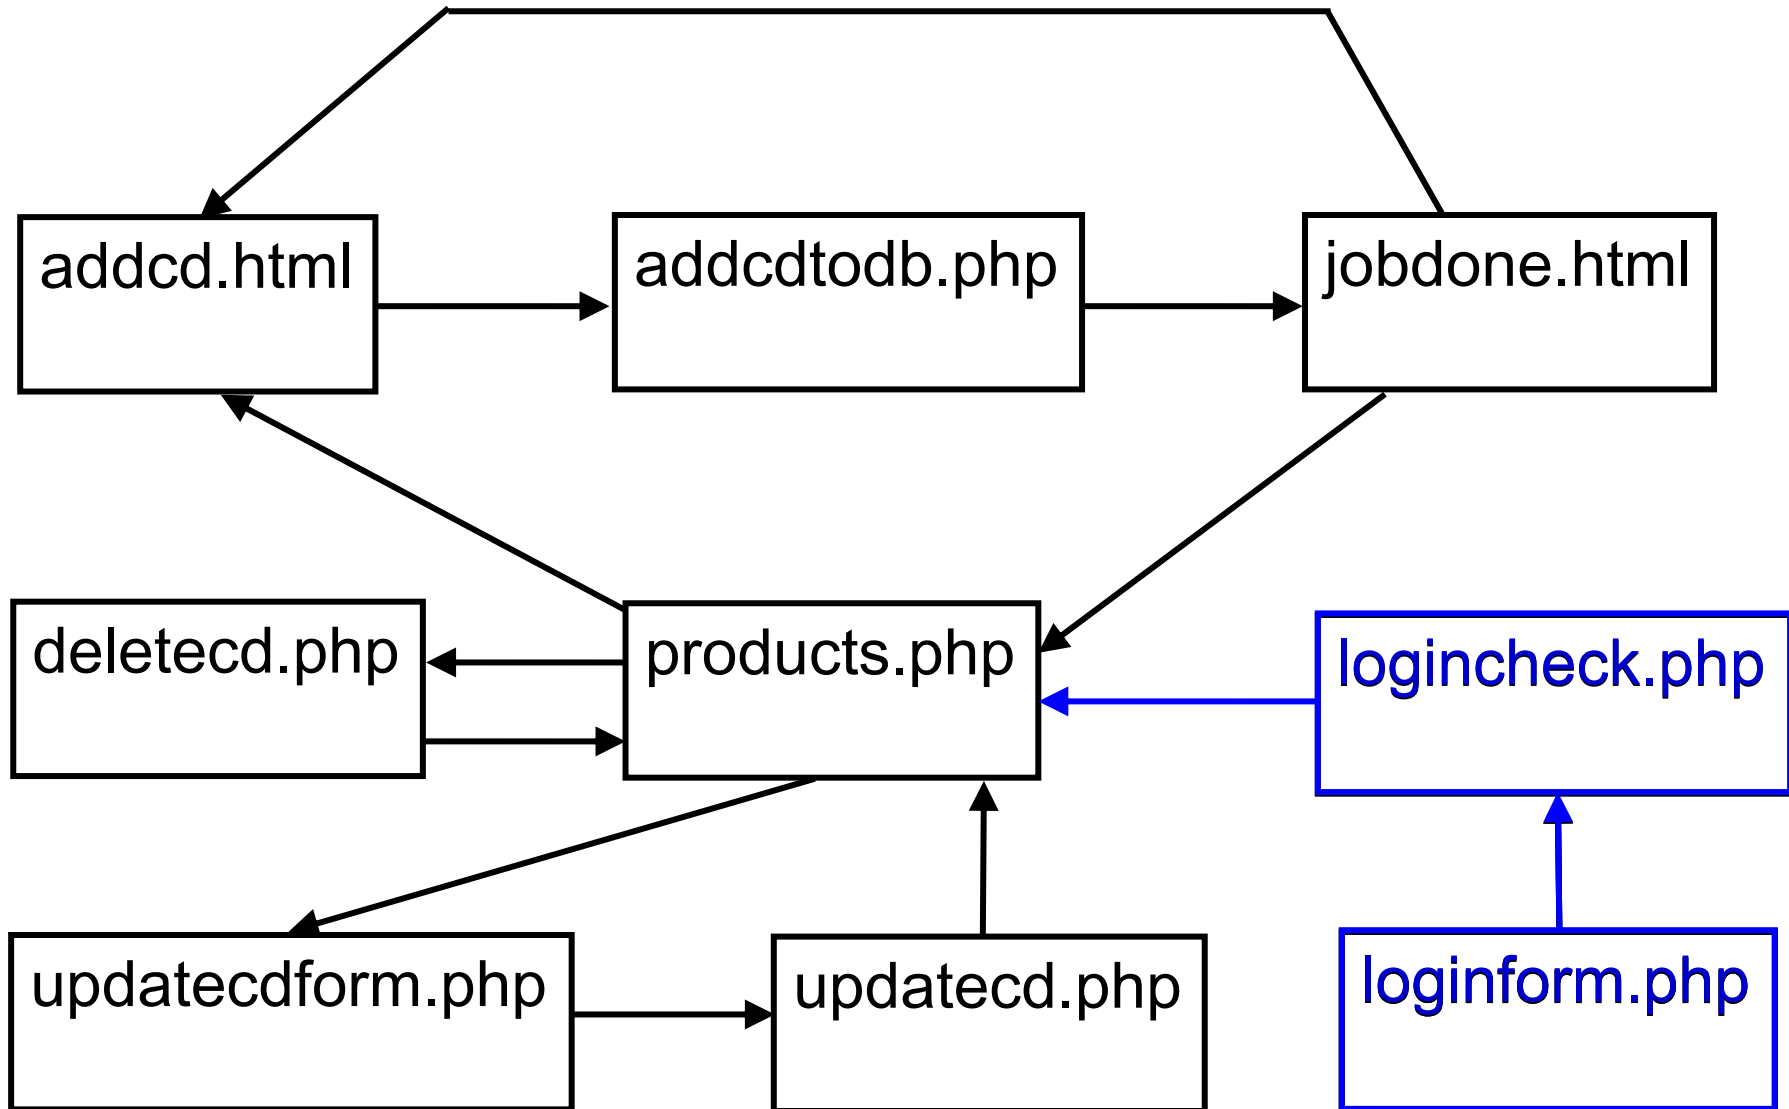 addcd.html
addcdtodb.php
jobdone.html
deletecd.php
products.php
logincheck.php
updatecdform.php
updatecd.php
loginform.php